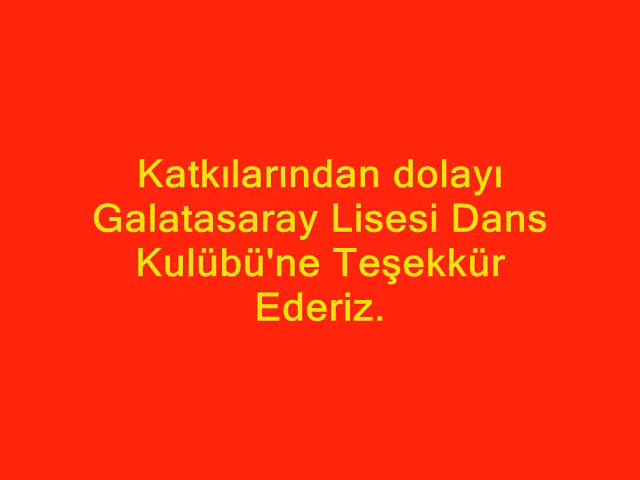 Katkılarından dolayı
Galatasaray Lisesi Dans
Kulübü'ne Teşekkür
Ederiz.